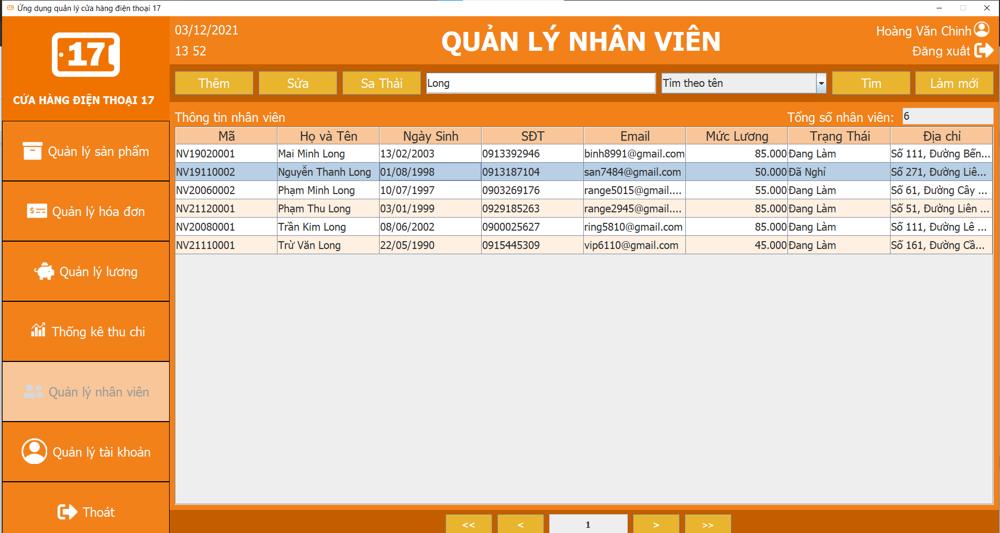 Ứng dụng quản lý cửa hàng điện thoại 17
17
CỬA HÀNG ĐIỆN THOẠI 17
Quản lý sản phẩm
Quản lý hóa đơn
Quản lý lương
Thống kê thu chi
Quản lý nhân viên
Quản lý tài khoản
Thoát
03/12/2021
13 52
QUẢN LÝ NHÂN VIÊN
Hoàng Văn Chinh
Đăng xuất
Thêm Sửa Sa Thải Long Tìm theo tên Tìm Làm mới
Thông tin nhân viên Tổng số nhân viên: 6
Mã Họ và Tên Ngày Sinh SĐT Email Mức Lương Trạng Thái Địa chỉ
NV19020001 Mai Minh Long 13/02/2003 0913392946 binh8991@gmail.com 85.000 Đang Làm Số 111, Đường Bến...
NV19110002 Nguyễn Thanh Long 01/08/1998 0913187104 san7484@gmail.com 50.000 Đã Nghỉ Số 271, Đường Liê...
NV20060002 Phạm Minh Long 10/07/1997 0903269176 range5015@gmail.... 55.000 Đang Làm Số 61, Đường Cây ...
NV21120001 Phạm Thu Long 03/01/1999 0929185263 range2945@gmail.... 85.000 Đang Làm Số 51, Đường Liên ...
NV20080001 Trần Kim Long 08/06/2002 0900025627 ring5810@gmail.com 85.000 Đang Làm Số 111, Đường Lê ...
NV21110001 Trừ Văn Long 22/05/1990 0915445309 vip6110@gmail.com 45.000 Đang Làm Số 161, Đường Cầ...
<< < 1 > >>